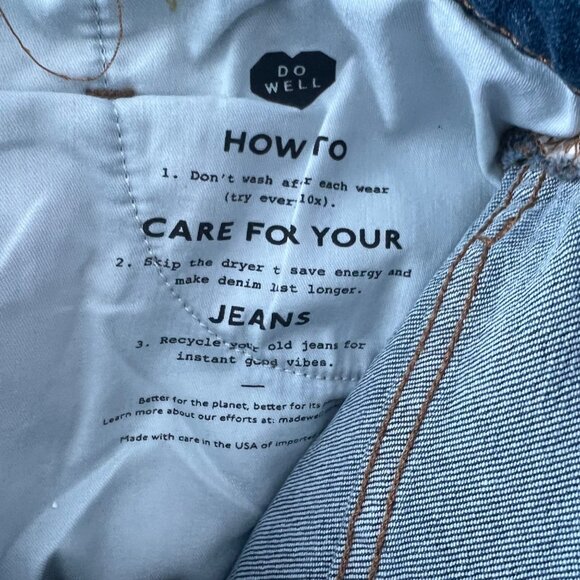 DO
WELL
HOW TO
1. Don't wash after each wear
(try every 10x).
CARE FOR YOUR
2. Skip the dryer to save energy and
make denim last longer.
JEANS
3. Recycle your old jeans for
instant good vibes.
Better for the planet, better for its
Learn more about our efforts at:
Made with care in the USA of